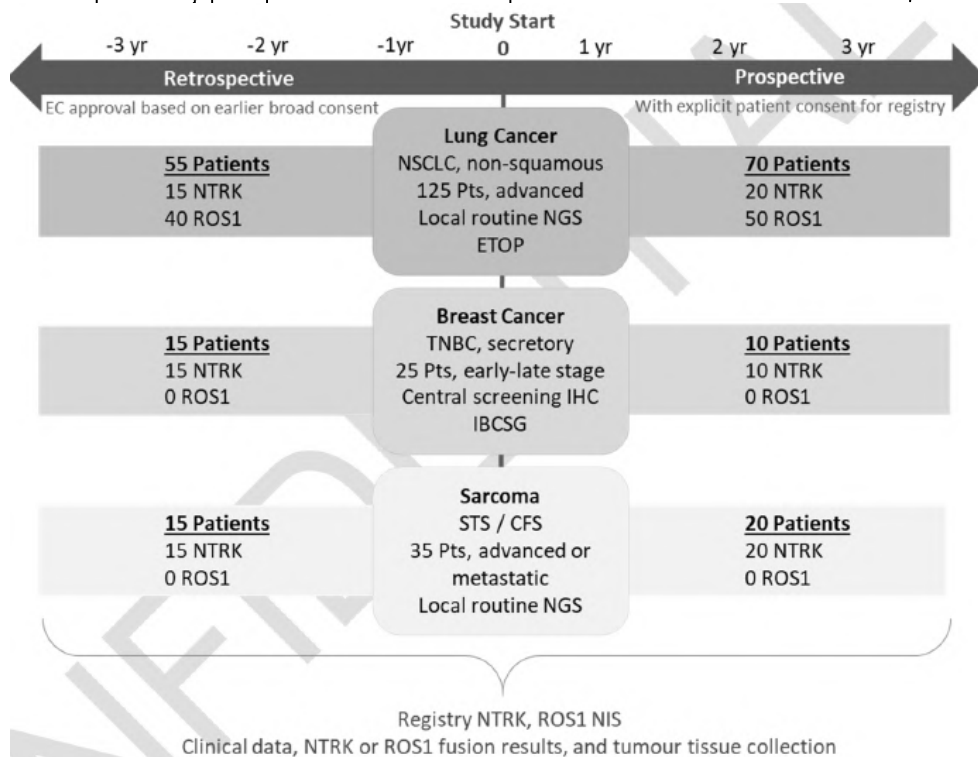 Study Start
-3 yr -2 yr -1yr 0 1 yr 2 yr 3 yr
Retrospective Prospective
EC approval based on earlier broad consent With explicit patient consent for registry
Lung Cancer
NSCLC, non-squamous
125 Pts, advanced
Local routine NGS
ETOP
55 Patients
15 NTRK
40 ROS1
70 Patients
20 NTRK
50 ROS1
Breast Cancer
TNBC, secretory
25 Pts, early-late stage
Central screening IHC
IBCSG
15 Patients
15 NTRK
0 ROS1
10 Patients
10 NTRK
0 ROS1
Sarcoma
STS / CFS
35 Pts, advanced or
metastatic
Local routine NGS
15 Patients
15 NTRK
0 ROS1
20 Patients
20 NTRK
0 ROS1
Registry NTRK, ROS1 NIS
Clinical data, NTRK or ROS1 fusion results, and tumour tissue collection